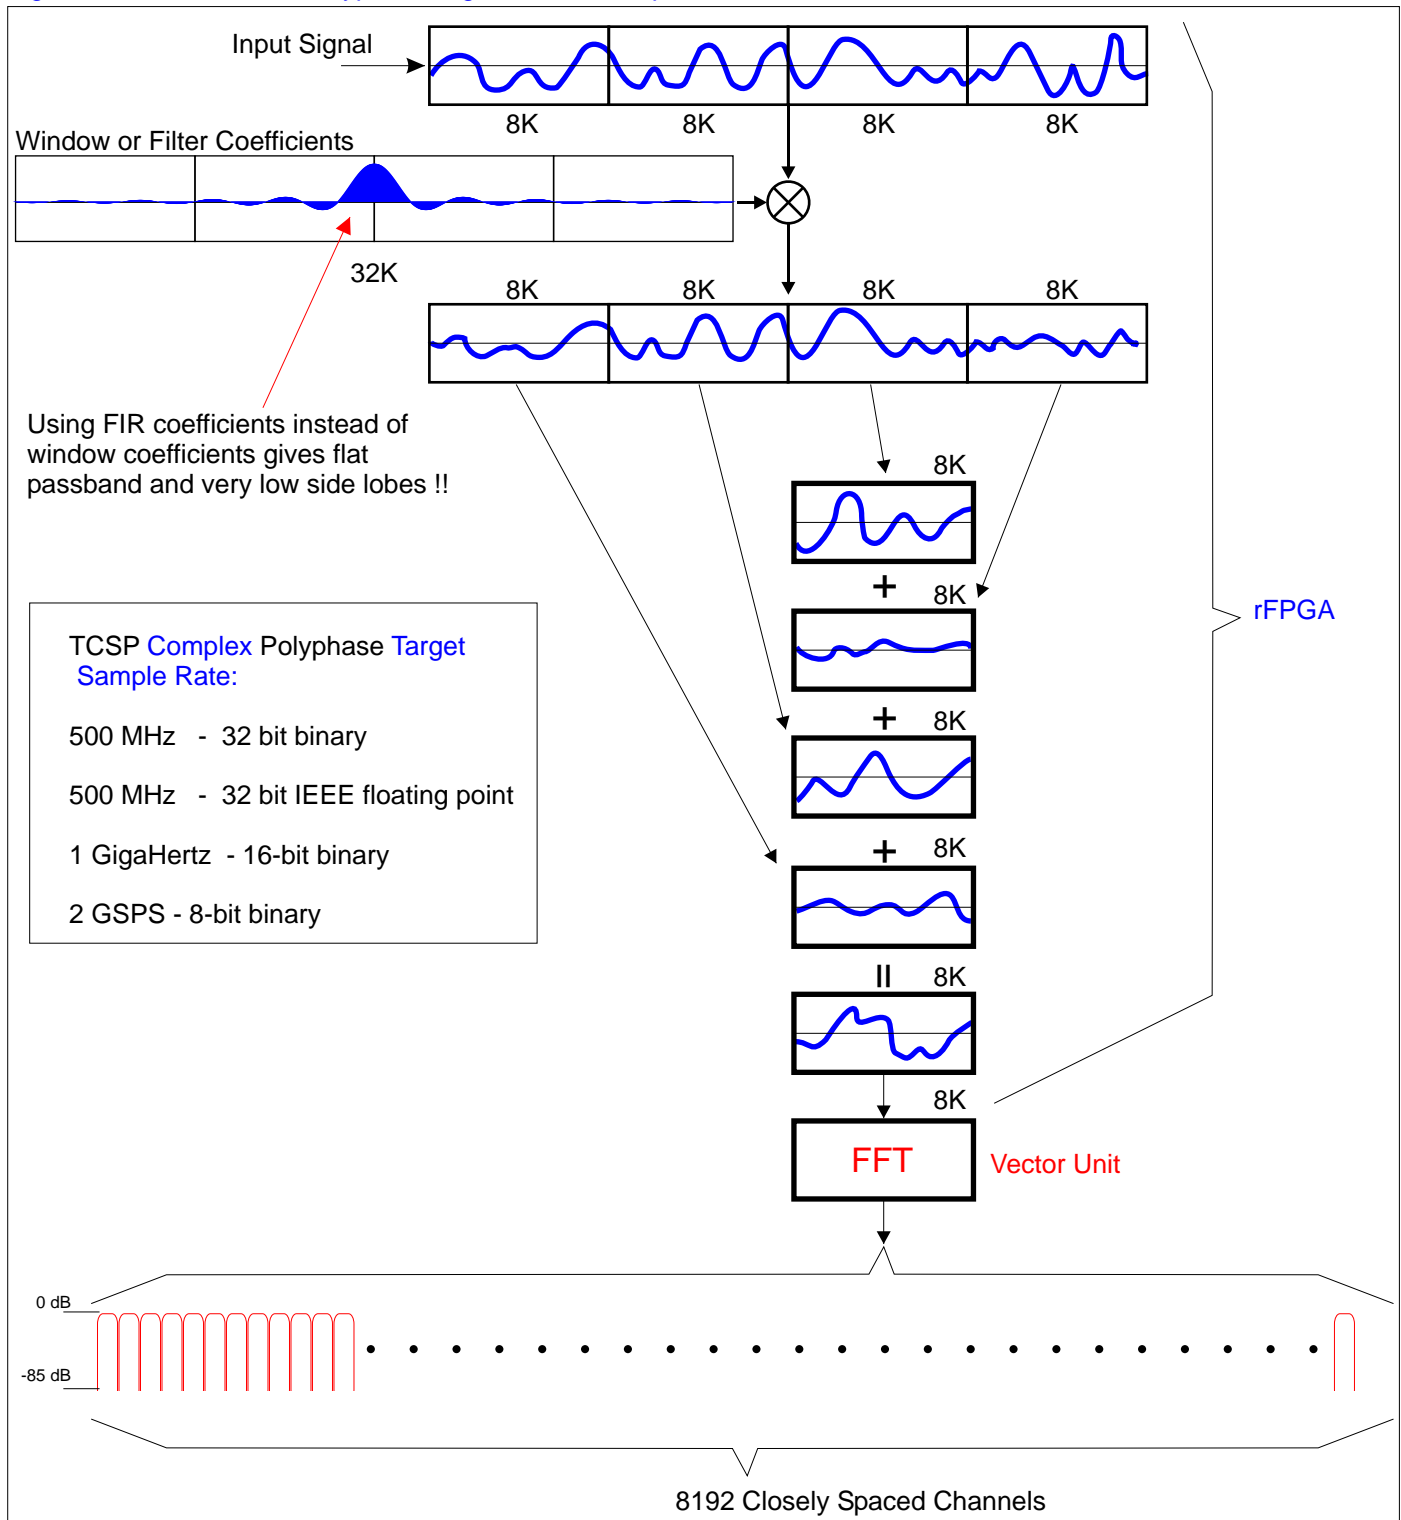 Input Signal
8K 8K 8K 8K
Window or Filter Coefficients
32K
8K 8K 8K 8K
Using FIR coefficients instead of
window coefficients gives flat
passband and very low side lobes !!
8K
+
8K
rFPGA
TCSP Complex Polyphase Target
Sample Rate:
500 MHz - 32 bit binary
500 MHz - 32 bit IEEE floating point
1 GigaHertz - 16-bit binary
2 GSPS - 8-bit binary
+
8K
+
8K
=
8K
8K
FFT
Vector Unit
0 dB
-85 dB
8192 Closely Spaced Channels